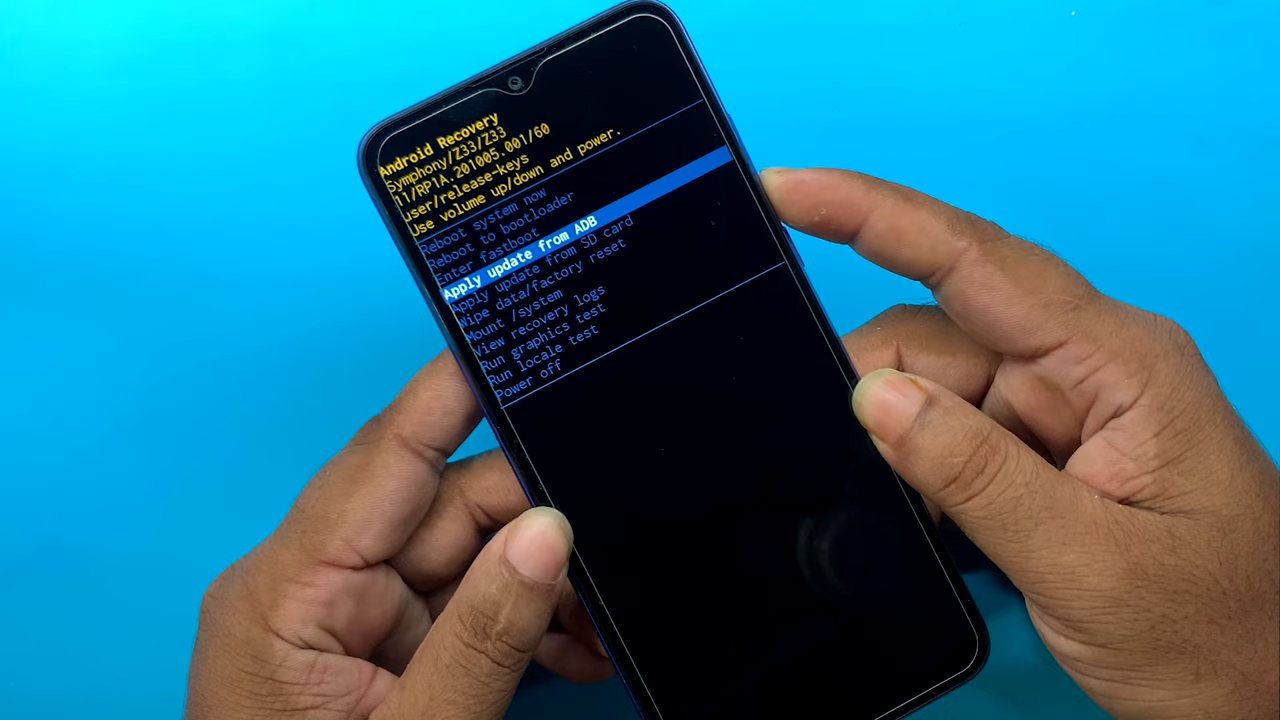 Android Recovery
Symphony/Z33/Z33
11/RP1A.201005.001/60
user/release-keys
Use volume up/down and power.
Reboot system now
Reboot to bootloader
Enter fastboot
Apply update from ADB
Apply update from SD card
Wipe data/factory reset
Mount /system
View recovery logs
Run graphics test
Run locale test
Power off